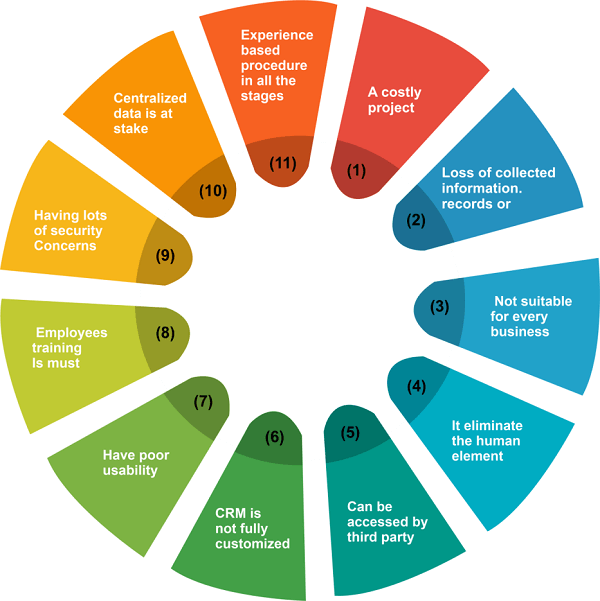 A costly
project
(1)
Loss of collected
information.
records or
(2)
Not suitable
for every
business
(3)
It eliminate
the human
element
(4)
Can be
accessed by
third party
(5)
CRM is
not fully
customized
(6)
Have poor
usability
(7)
Employees
training
Is must
(8)
Having lots
of security
Concerns
(9)
Centralized
data is at
stake
(10)
Experience
based
procedure
in all the
stages
(11)